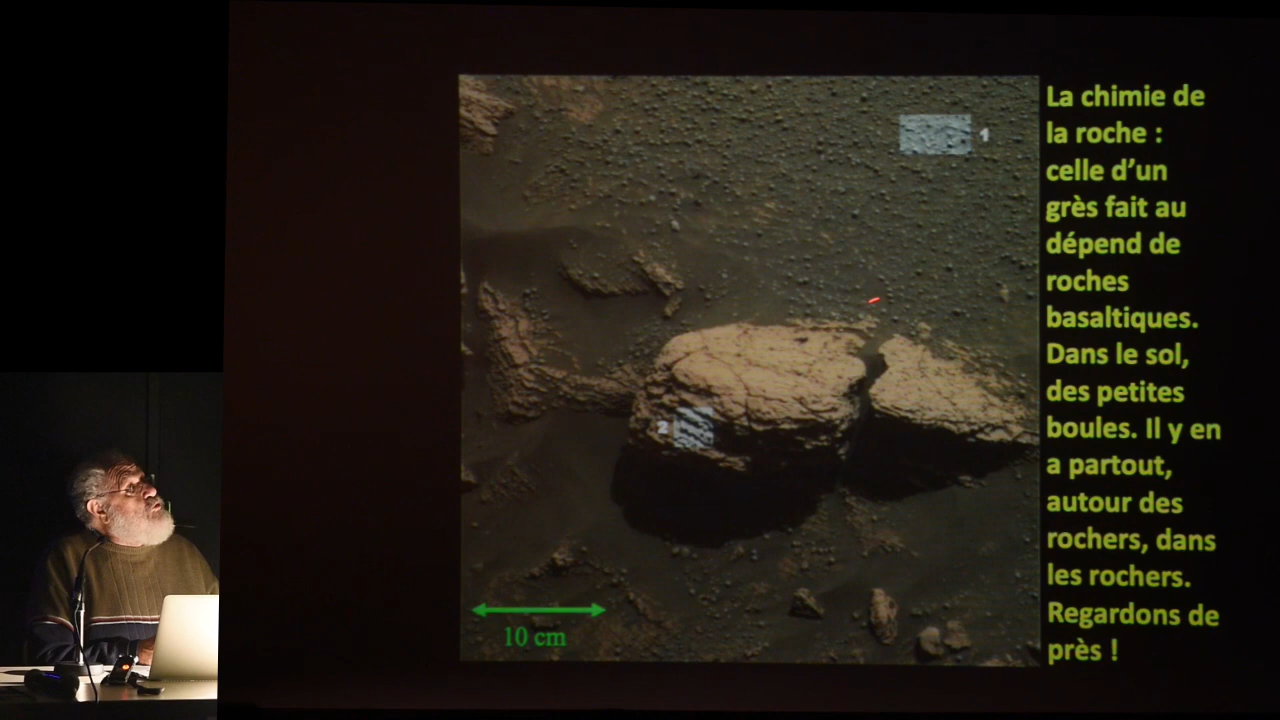 1
2
10 cm
La chimie de
la roche :
celle d’un
grès fait au
dépend de
roches
basaltiques.
Dans le sol,
des petites
boules. Il y en
a partout,
autour des
rochers, dans
les rochers.
Regardons de
près !